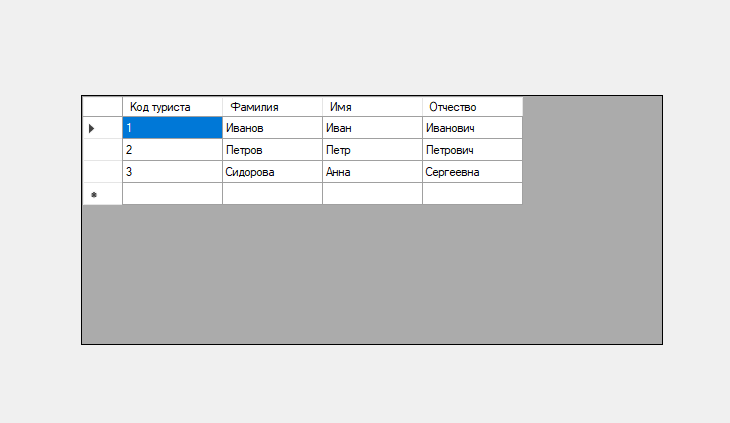 Код туриста Фамилия Имя Отчество
1 Иванов Иван Иванович
2 Петров Петр Петрович
3 Сидорова Анна Сергеевна